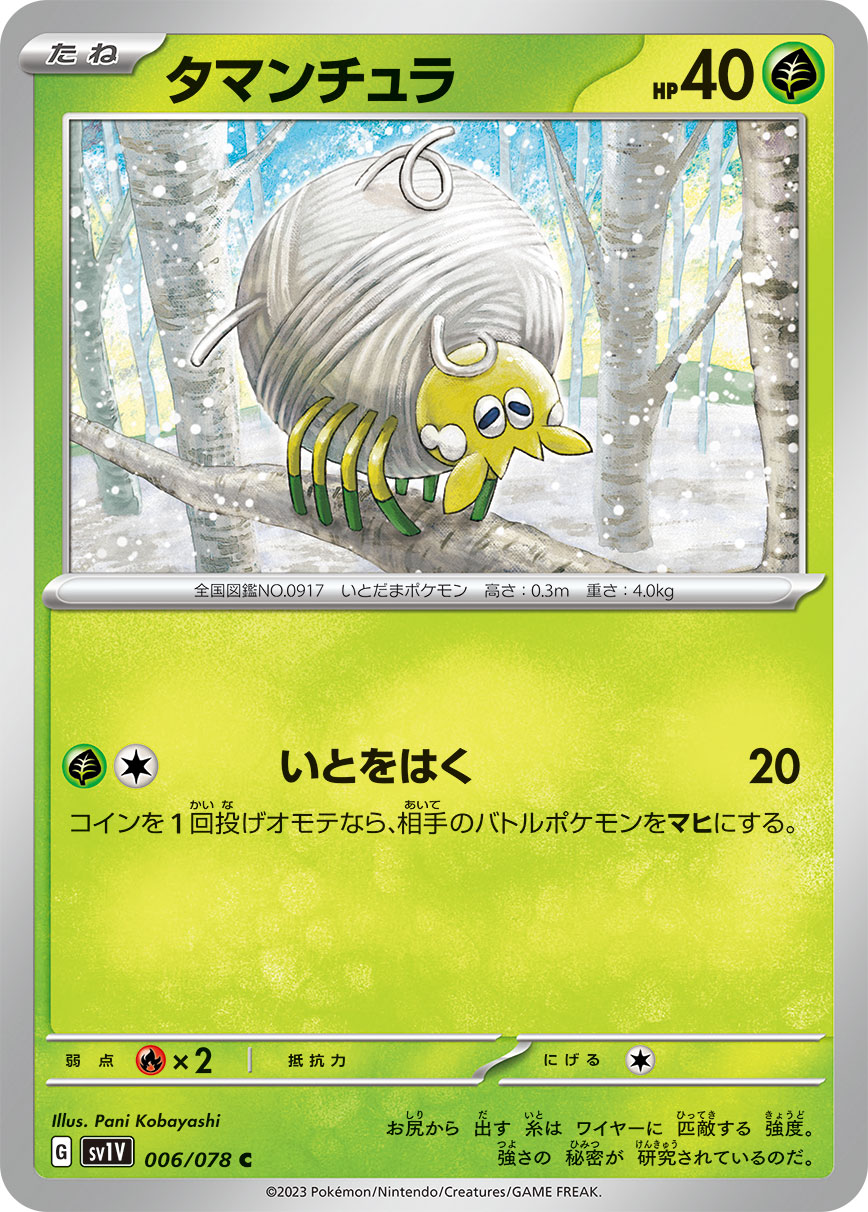 たね タマンチュラ HP40
全国図鑑NO.0917 いとだまポケモン 高さ：0.3m 重さ：4.0kg
いとをはく 20
コインを1回投げオモテなら、相手のバトルポケモンをマヒにする。
弱点 ×2 抵抗力 にげる
Illus. Pani Kobayashi
お尻から 出す 糸は ワイヤーに 匹敵する 強度。
強さの 秘密が 研究されているのだ。
G sv1V 006/078 C
©2023 Pokémon/Nintendo/Creatures/GAME FREAK.